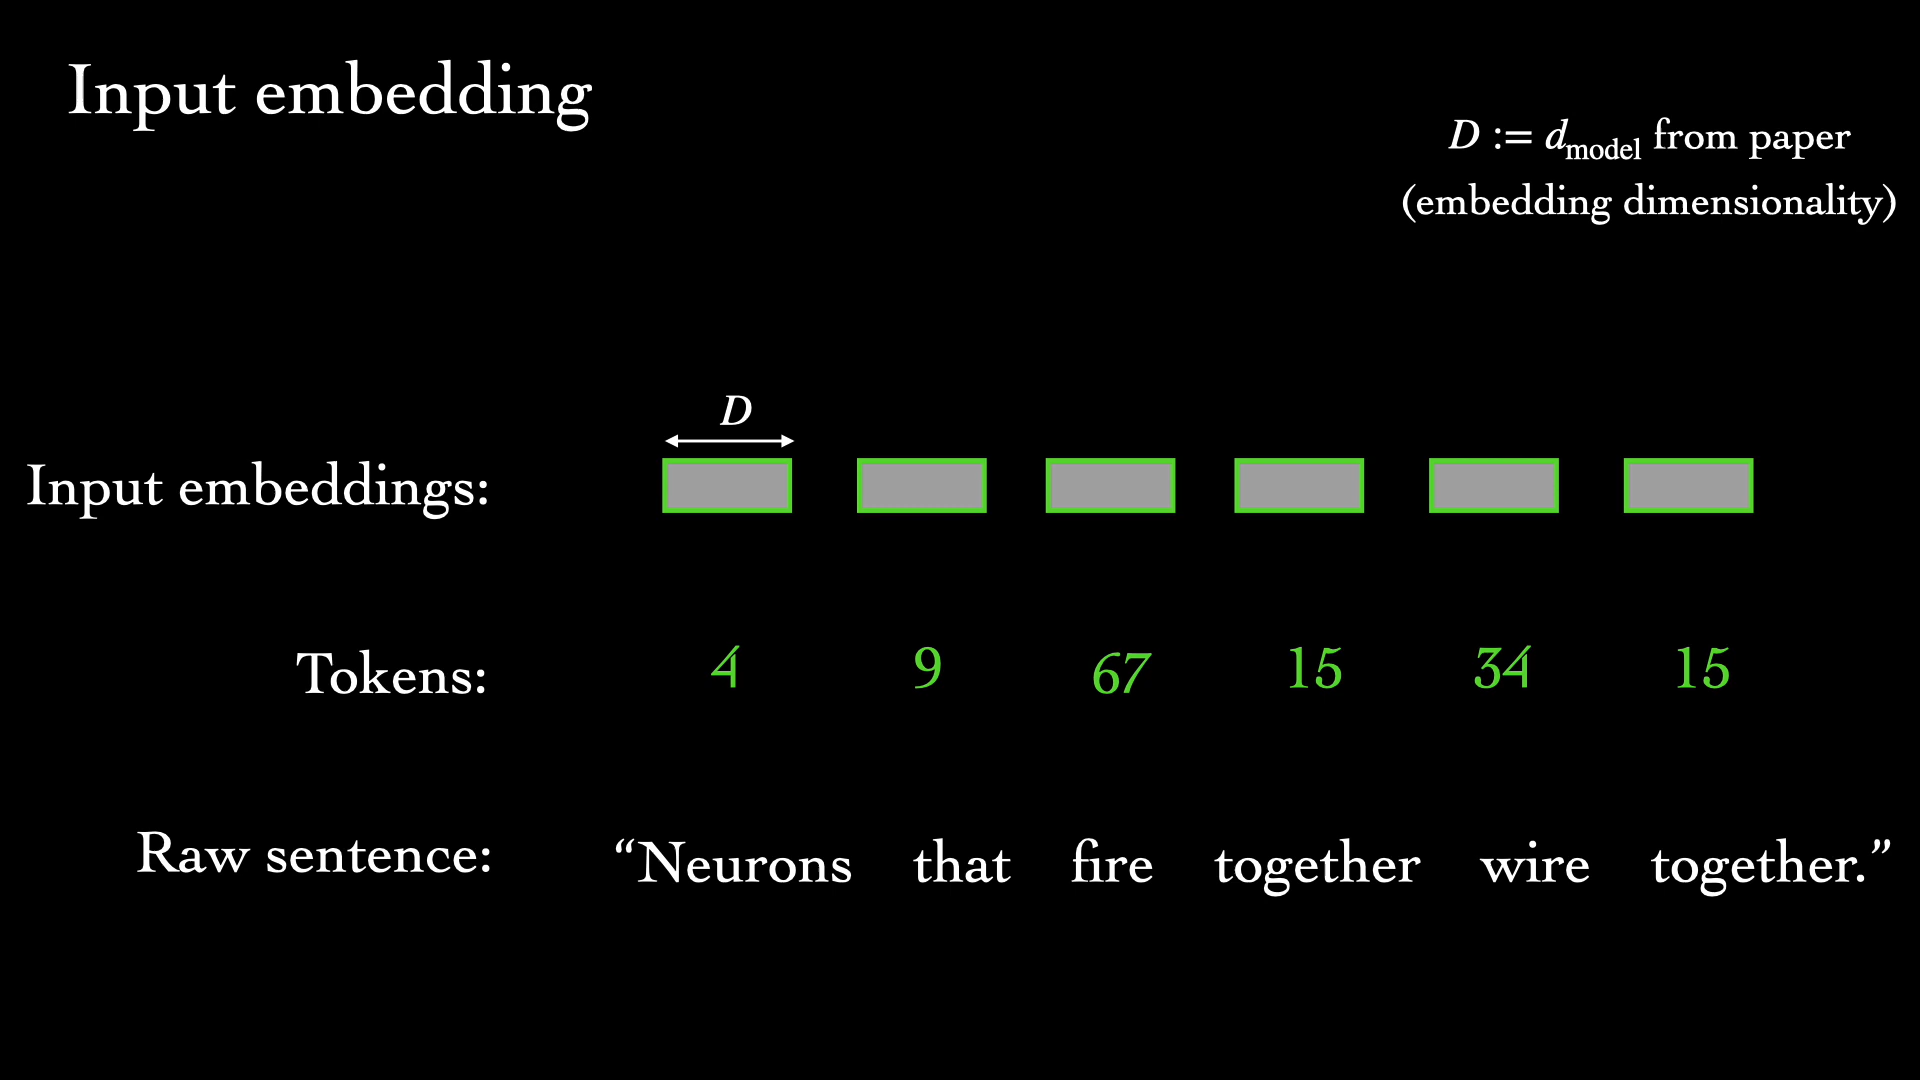 Input embedding
D := d_model from paper
(embedding dimensionality)
D
Input embeddings:
Tokens: 4 9 67 15 34 15
Raw sentence: “Neurons that fire together wire together.”